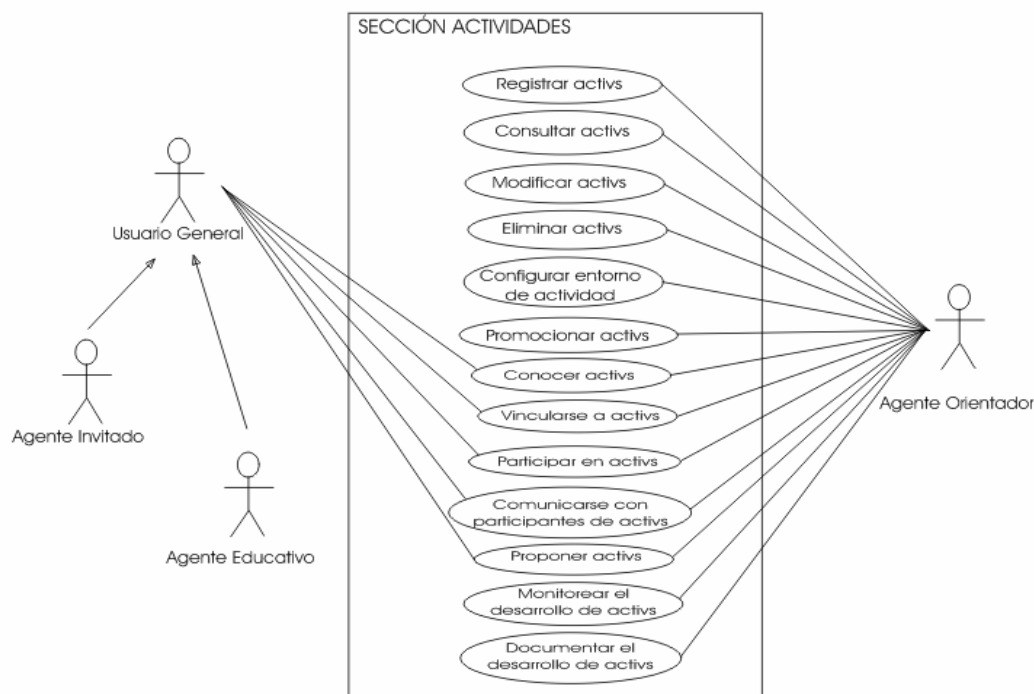 SECCIÓN ACTIVIDADES
Registrar activs
Consultar activs
Modificar activs
Eliminar activs
Configurar entorno
de actividad
Promocionar activs
Conocer activs
Vincularse a activs
Participar en activs
Comunicarse con
participantes de activs
Proponer activs
Monitorear el
desarrollo de activs
Documentar el
desarrollo de activs
Usuario General
Agente Invitado
Agente Educativo
Agente Orientador